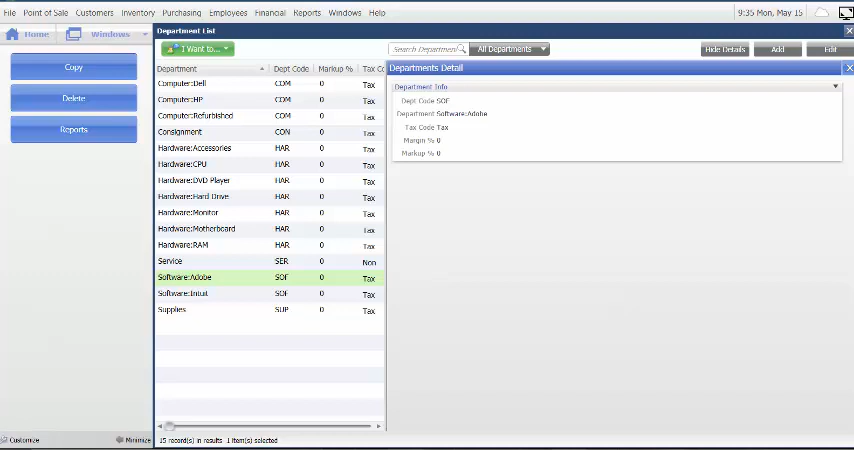 File Point of Sale Customers Inventory Purchasing Employees Financial Reports Windows Help 9:35 Mon, May 15
Home Windows
Copy
Delete
Reports
Customize Minimize
Department List
I Want to... Search Department All Departments Hide Details Add Edit
Department Dept Code Markup % Tax Co
Computer:Dell COM 0 Tax
Computer:HP COM 0 Tax
Computer:Refurbished COM 0 Tax
Consignment CON 0 Tax
Hardware:Accessories HAR 0 Tax
Hardware:CPU HAR 0 Tax
Hardware:DVD Player HAR 0 Tax
Hardware:Hard Drive HAR 0 Tax
Hardware:Monitor HAR 0 Tax
Hardware:Motherboard HAR 0 Tax
Hardware:RAM HAR 0 Tax
Service SER 0 Non
Software:Adobe SOF 0 Tax
Software:Intuit SOF 0 Tax
Supplies SUP 0 Tax
15 record(s) in results 1 item(s) selected
Departments Detail
Department Info
Dept Code SOF
Department Software:Adobe
Tax Code Tax
Margin % 0
Markup % 0